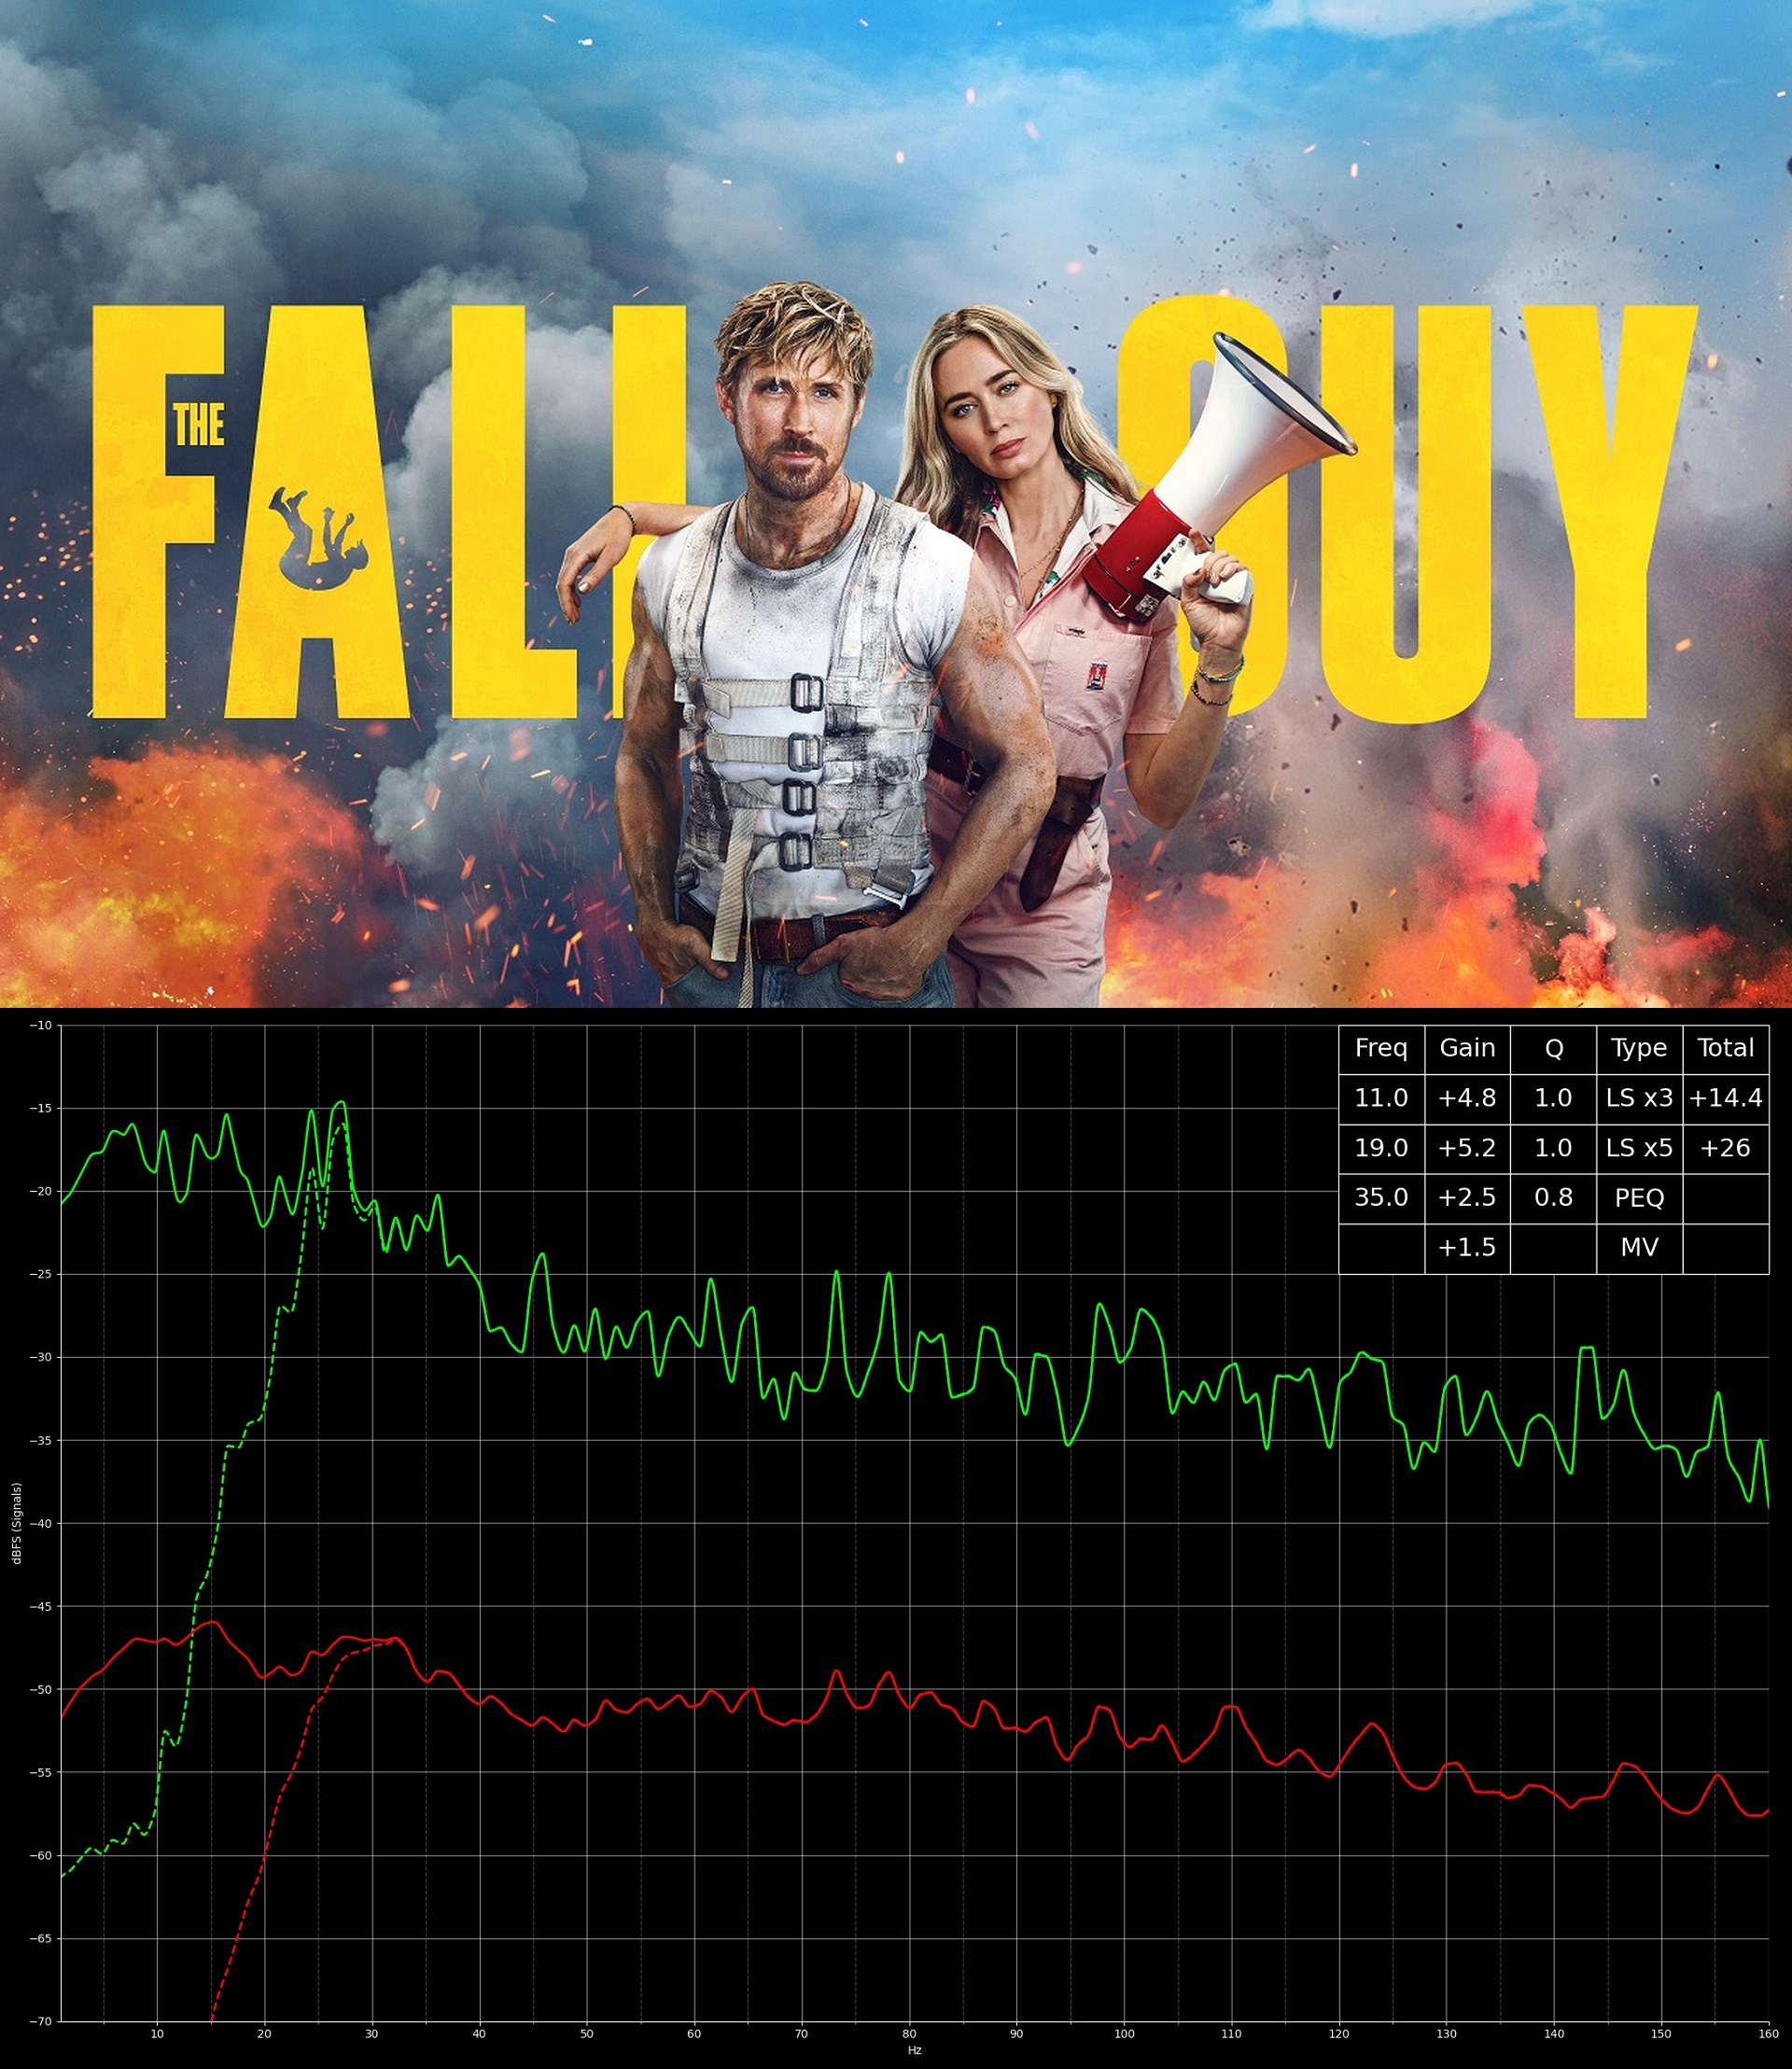 THE
FALL GUY
Freq Gain Q Type Total
11.0 +4.8 1.0 LS x3 +14.4
19.0 +5.2 1.0 LS x5 +26
35.0 +2.5 0.8 PEQ
+1.5 MV
−10
−15
−20
−25
−30
−35
−40
−45
−50
−55
−60
−65
−70
dBFS (Signals)
10 20 30 40 50 60 70 80 90 100 110 120 130 140 150 160
Hz